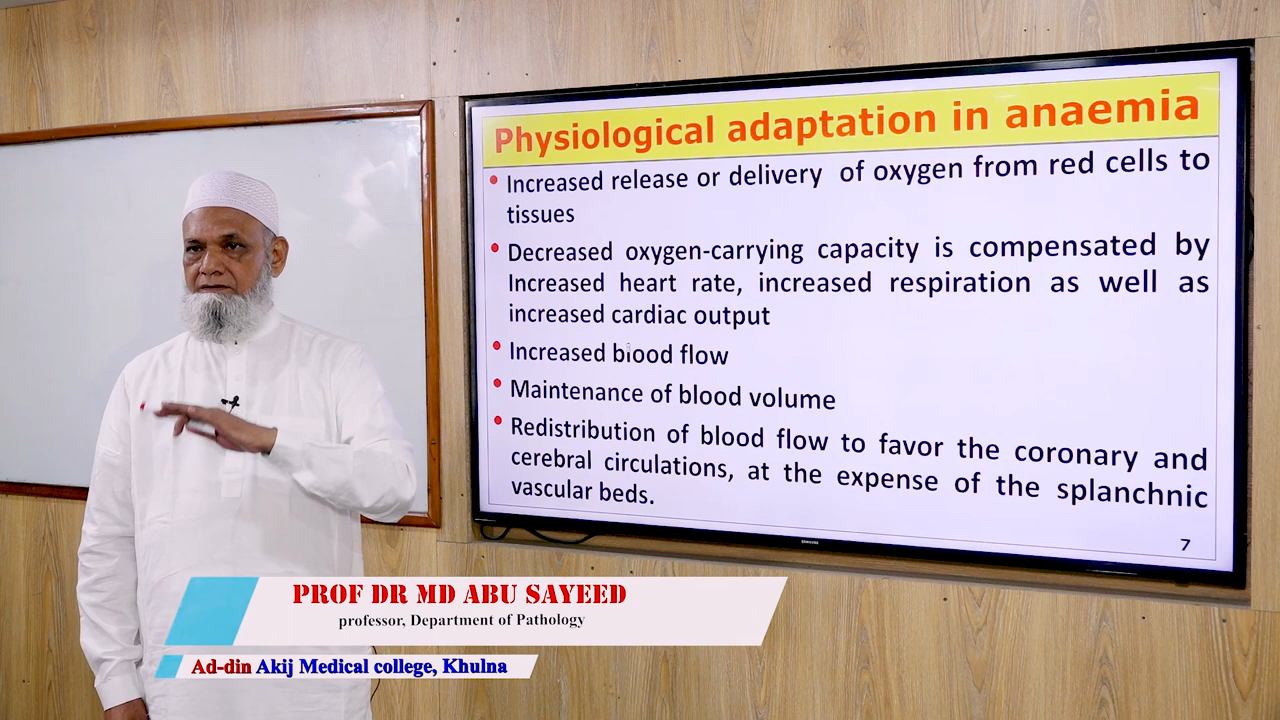 Physiological adaptation in anaemia
• Increased release or delivery of oxygen from red cells to
tissues
• Decreased oxygen-carrying capacity is compensated by
Increased heart rate, increased respiration as well as
increased cardiac output
• Increased blood flow
• Maintenance of blood volume
• Redistribution of blood flow to favor the coronary and
cerebral circulations, at the expense of the splanchnic
vascular beds.
7
SAMSUNG
PROF DR MD ABU SAYEED
professor, Department of Pathology
Ad-din Akij Medical college, Khulna